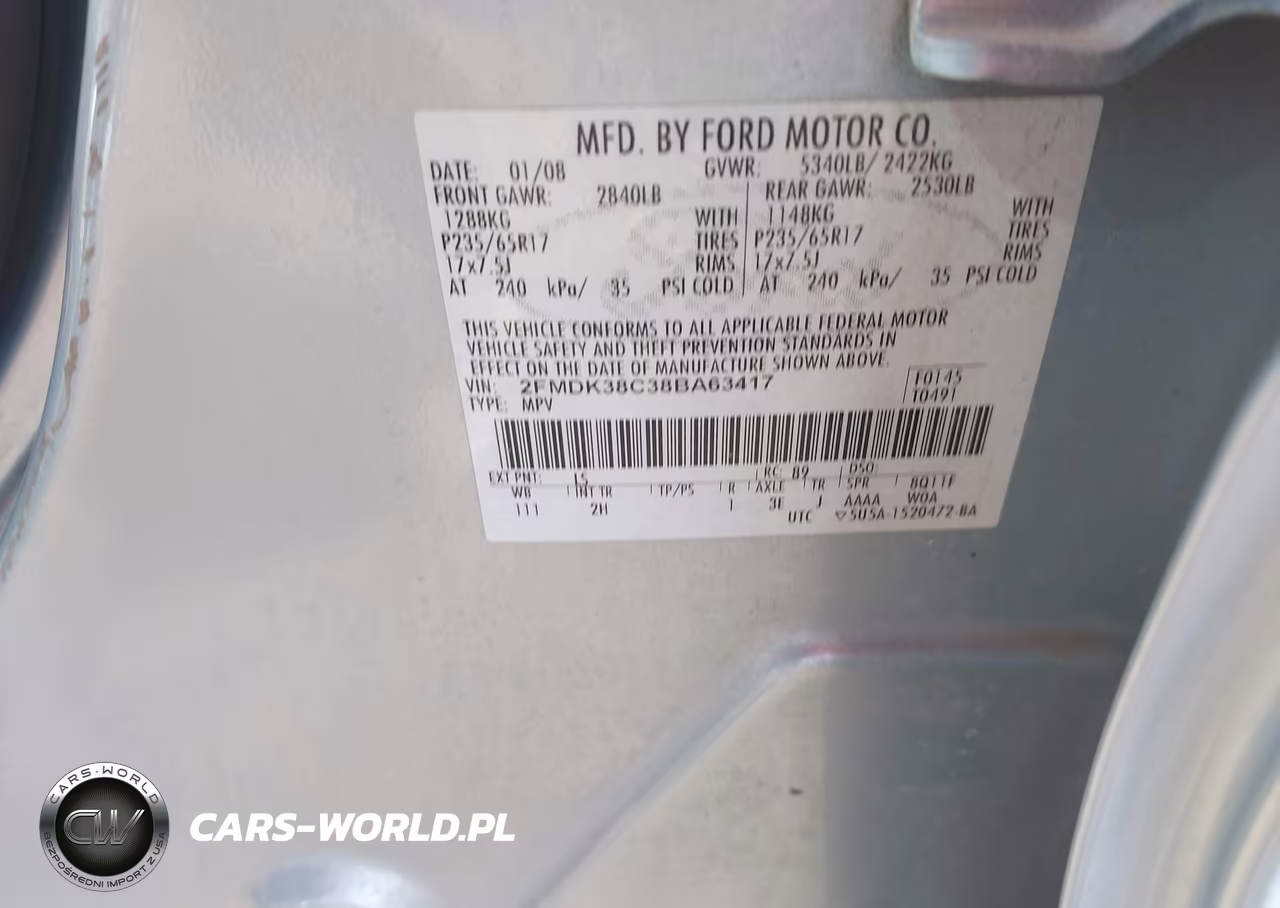 MFD. BY FORD MOTOR CO.
DATE: 01/08 GVWR: 5340LB/ 2422KG
FRONT GAWR: 2840LB REAR GAWR: 2530LB
1288KG WITH 1148KG WITH
P235/65R17 TIRES P235/65R17 TIRES
17x7.5J RIMS 17x7.5J RIMS
AT 240 kPa/ 35 PSI COLD AT 240 kPa/ 35 PSI COLD
THIS VEHICLE CONFORMS TO ALL APPLICABLE FEDERAL MOTOR
VEHICLE SAFETY AND THEFT PREVENTION STANDARDS IN
EFFECT ON THE DATE OF MANUFACTURE SHOWN ABOVE.
VIN: 2FMDK38C38BA63417 F0145
TYPE: MPV T0491
EXT PNT: RC: B9 DSO:
WB INT TR TP/PS R AXLE TR SPR
111 2H 1 3E J AAAA W0A
UTC ▽5U5A-1520472-BA
CARS-WORLD
CW
BEZPOŚREDNI IMPORT Z USA
CARS-WORLD.PL